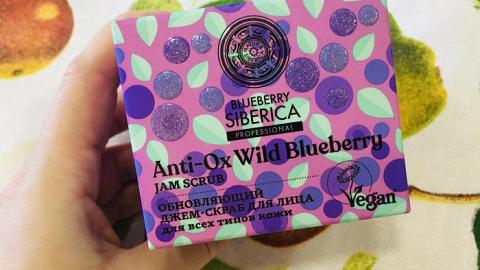 BLUEBERRY
SIBERICA
PROFESSIONAL
Anti-Ox Wild Blueberry
JAM SCRUB
ОБНОВЛЯЮЩИЙ
ДЖЕМ-СКРАБ ДЛЯ ЛИЦА
для всех типов кожи
Vegan